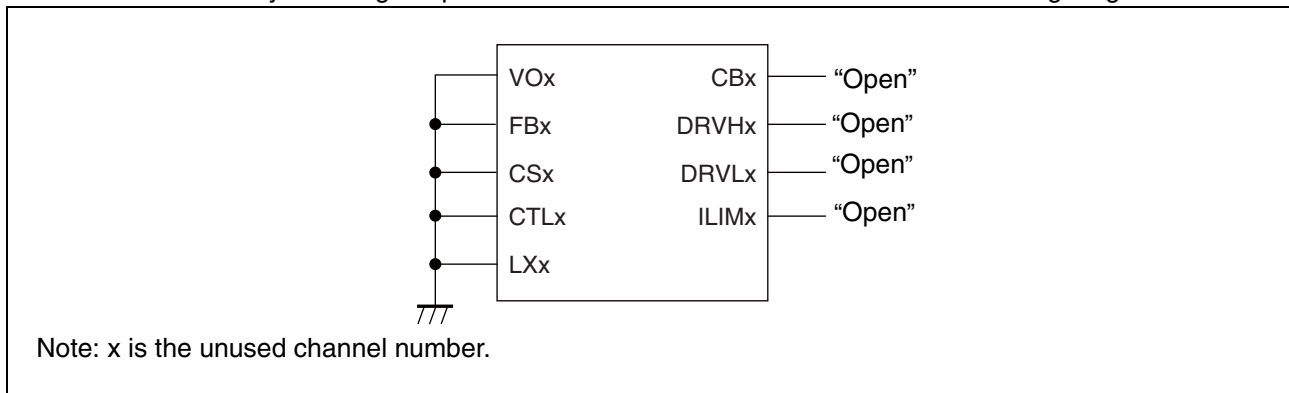 VOx CBx “Open”
FBx DRVHx “Open”
CSx DRVLx “Open”
CTLx ILIMx “Open”
LXx
Note: x is the unused channel number.